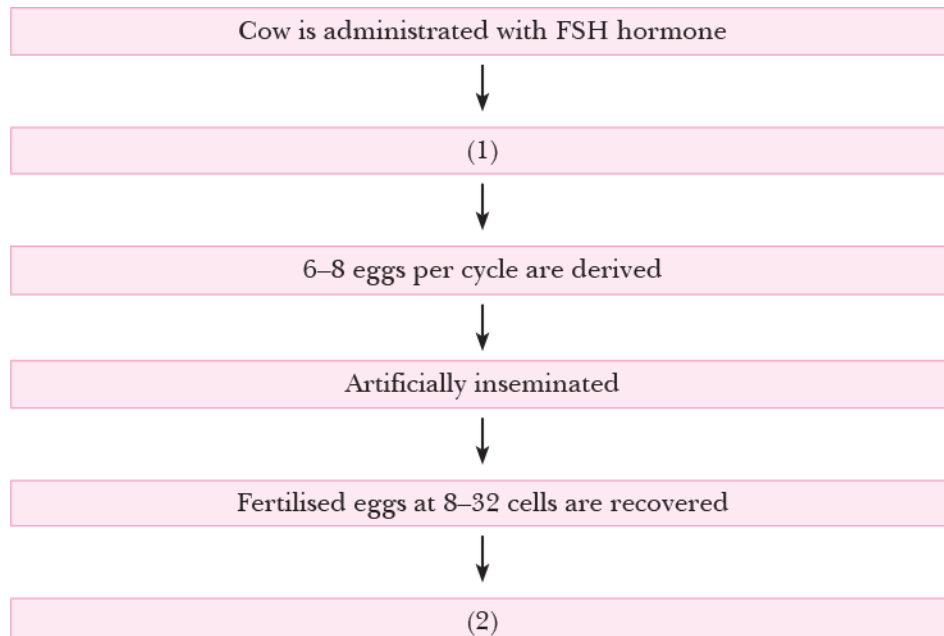 Cow is administrated with FSH hormone
(1)
6–8 eggs per cycle are derived
Artificially inseminated
Fertilised eggs at 8–32 cells are recovered
(2)